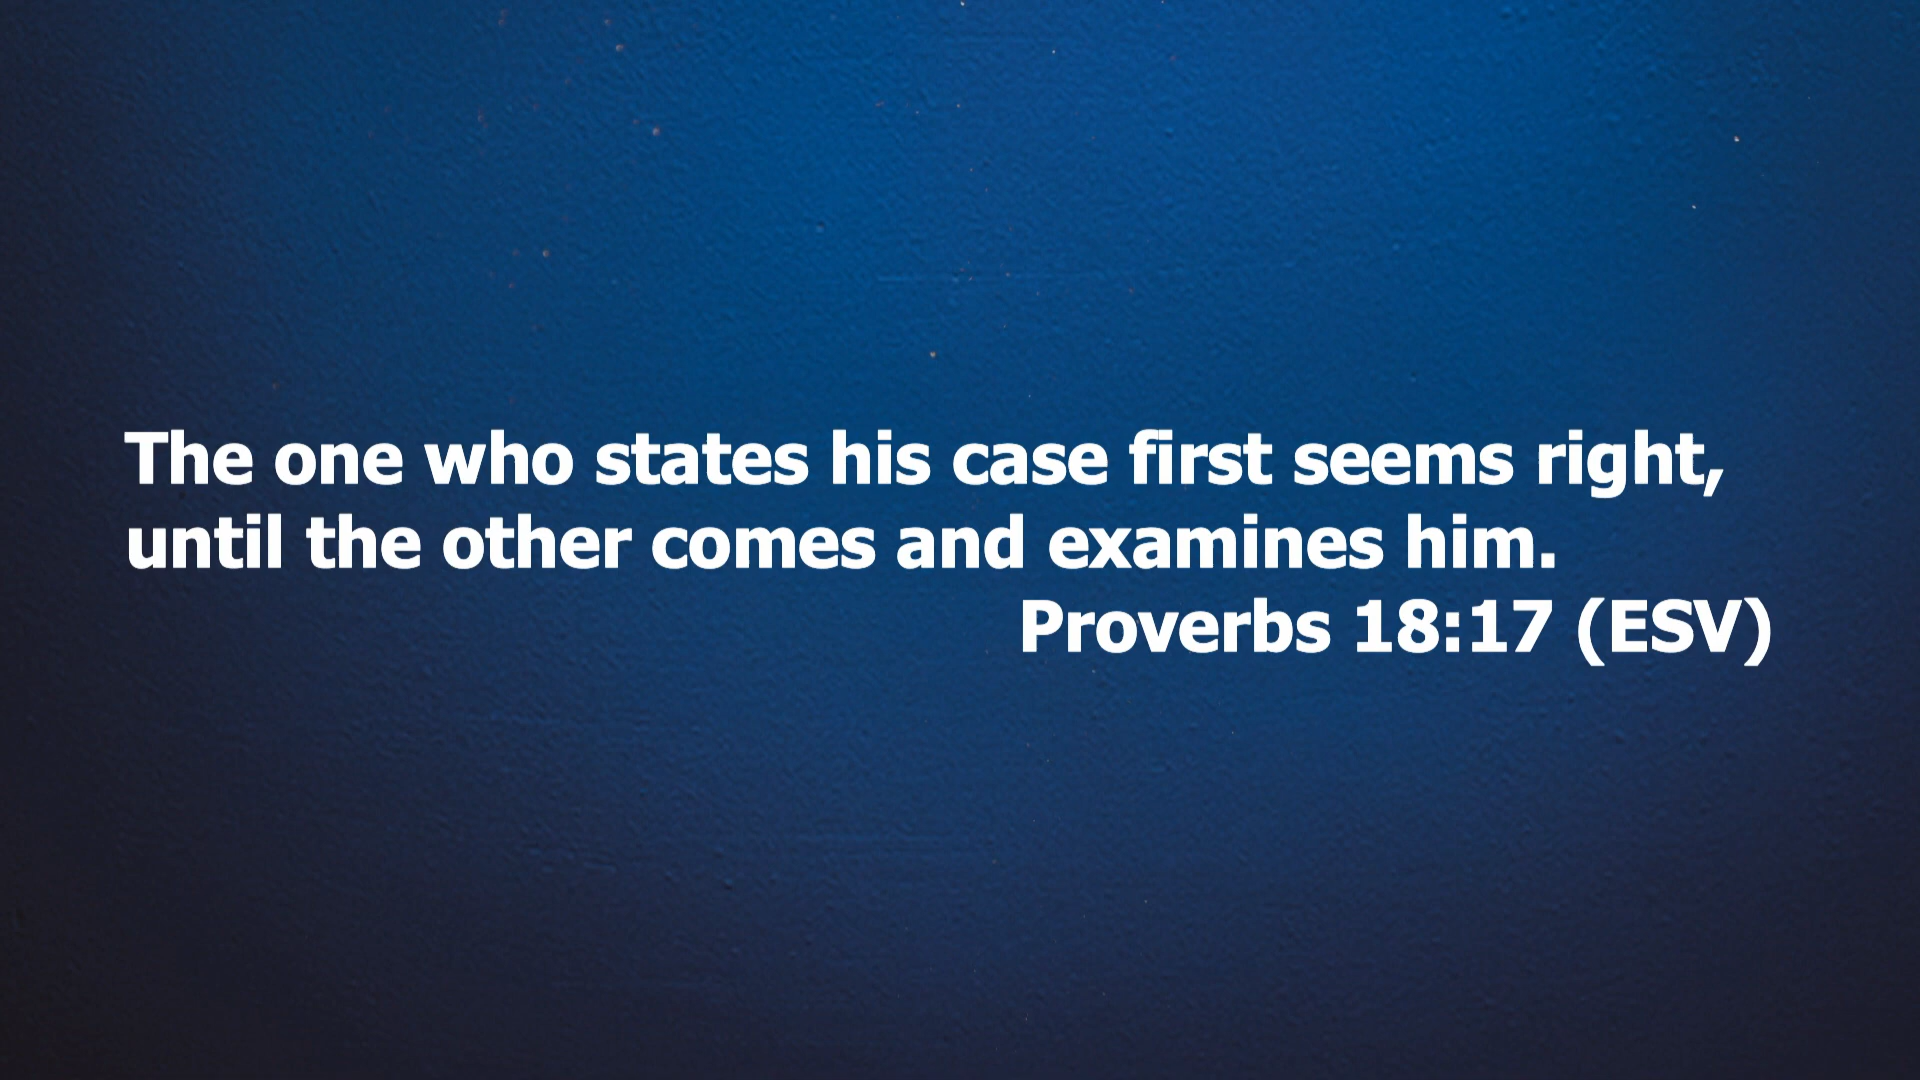 The one who states his case first seems right,
until the other comes and examines him.
Proverbs 18:17 (ESV)